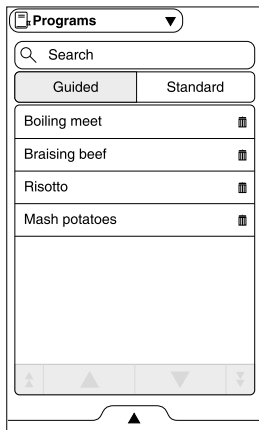 Programs
Search
Guided Standard
Boiling meet
Braising beef
Risotto
Mash potatoes